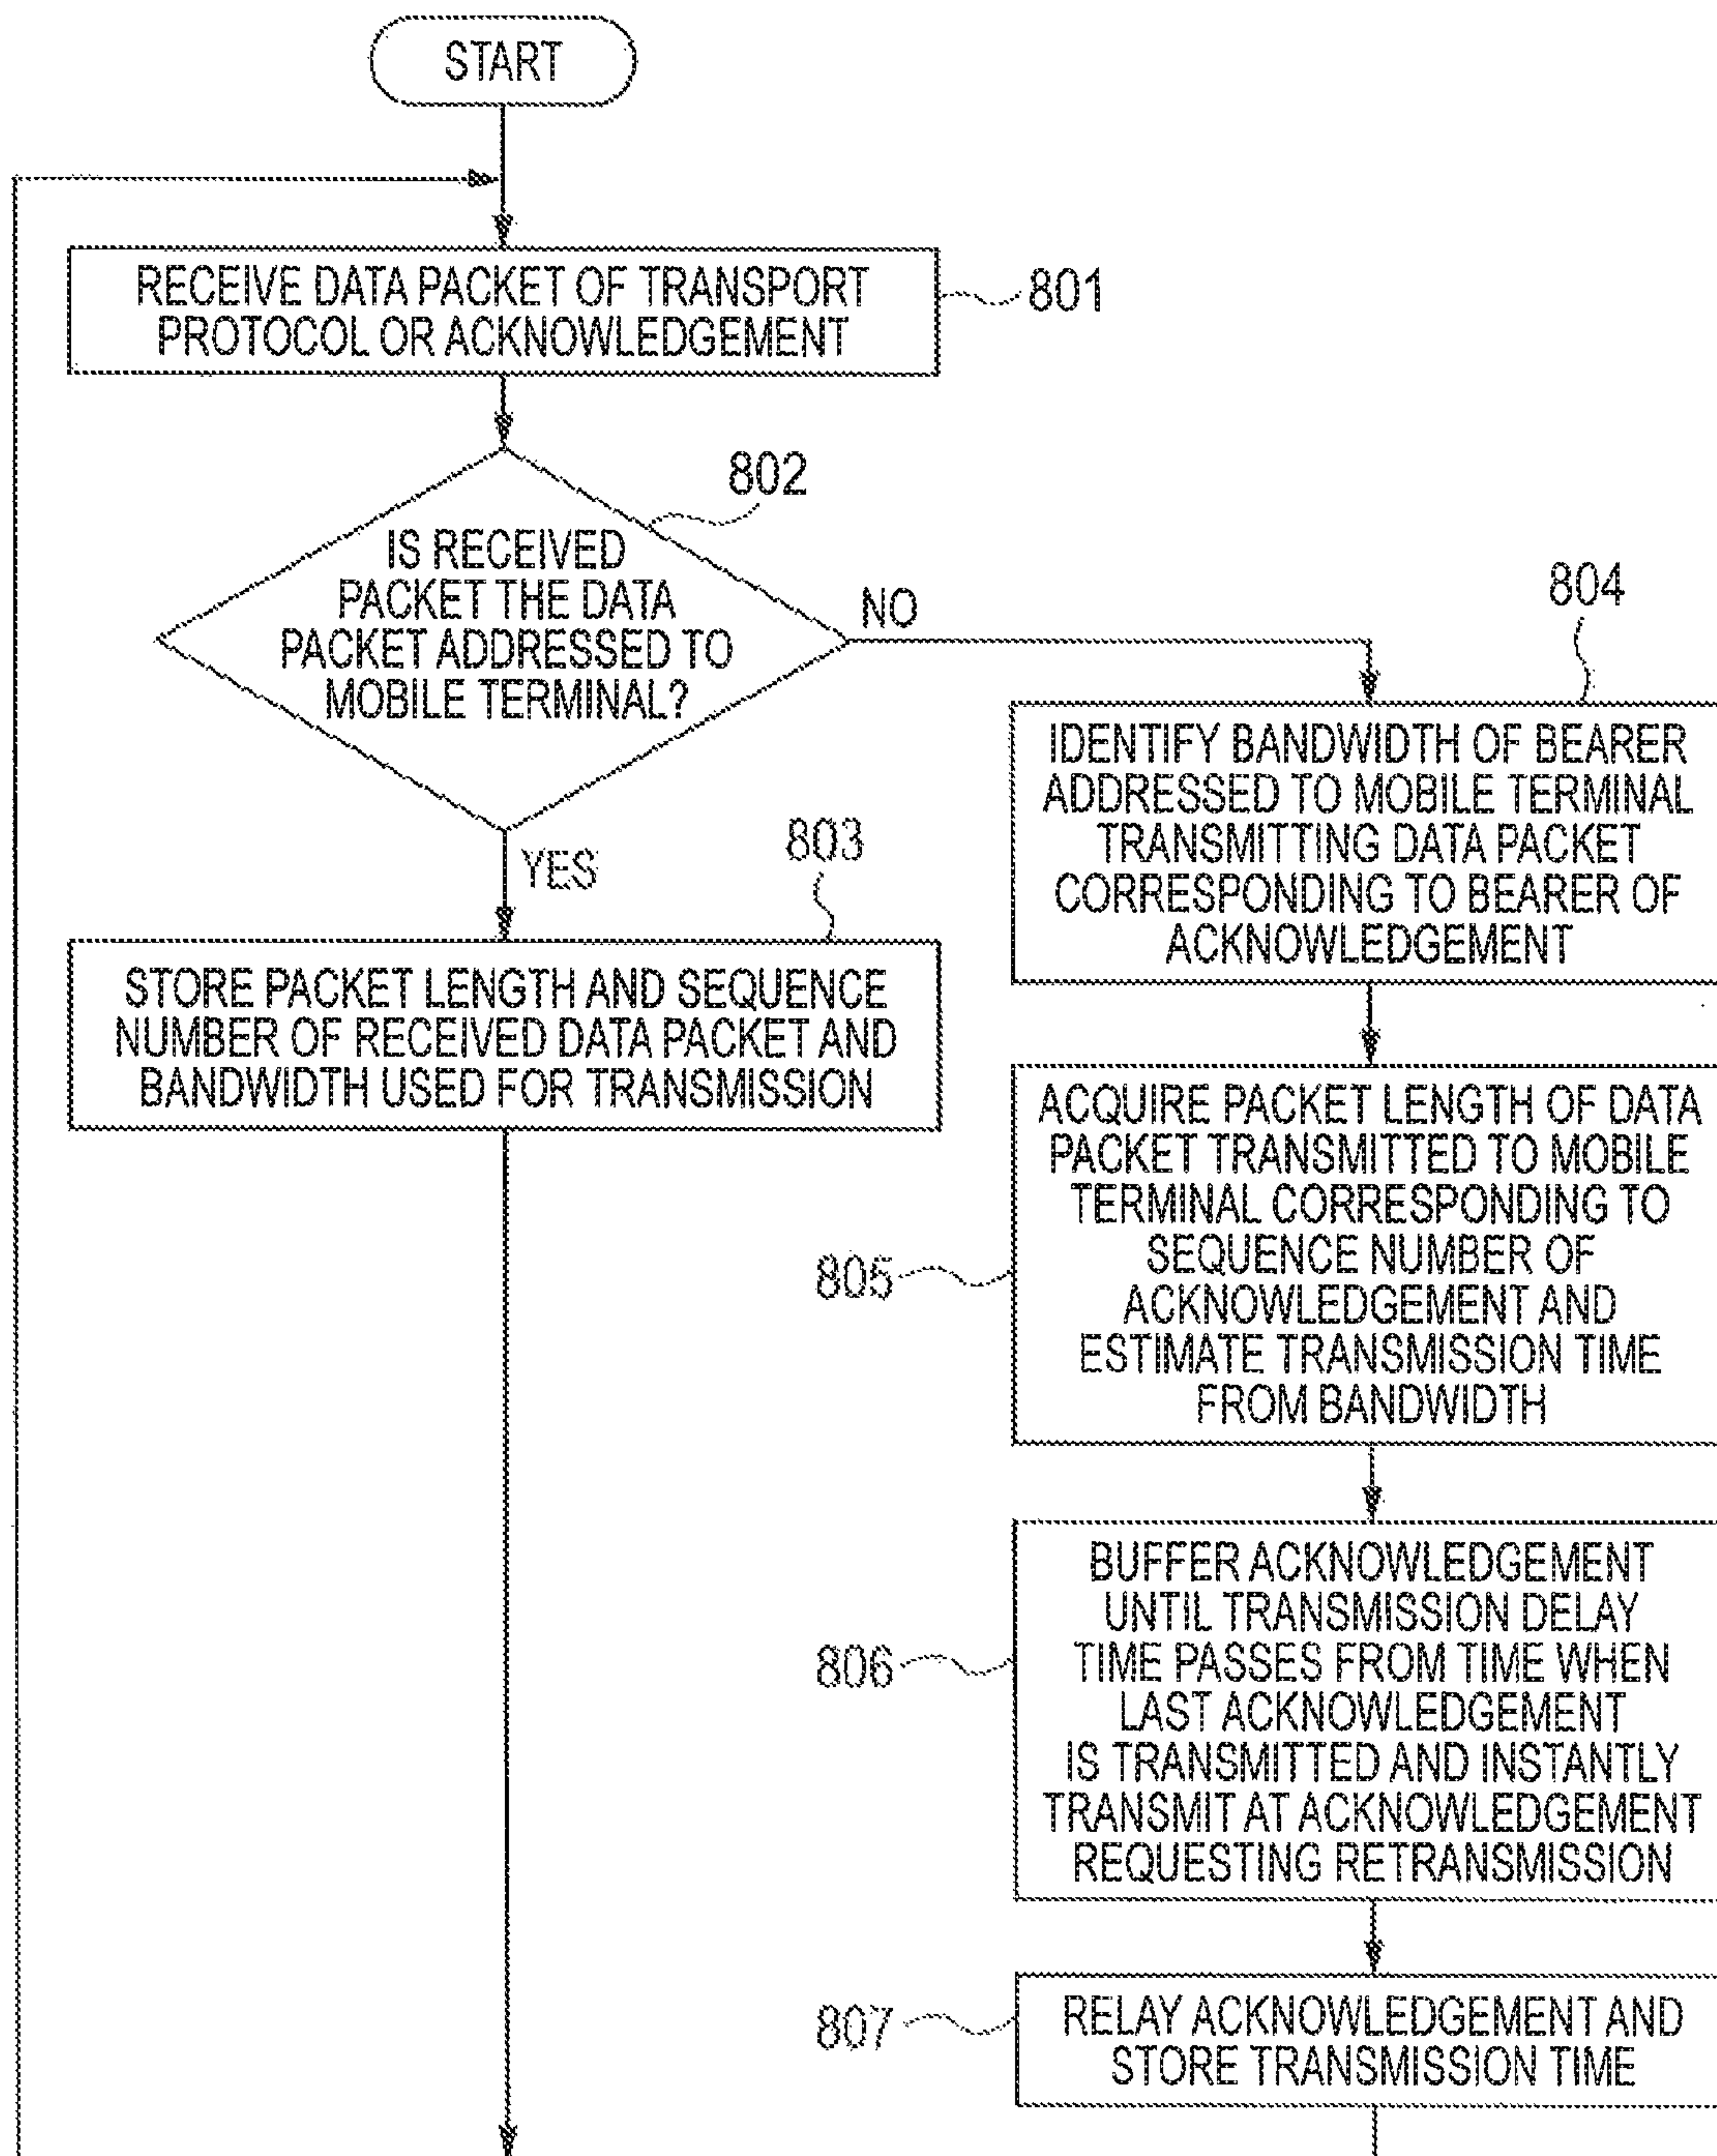 START
RECEIVE DATA PACKET OF TRANSPORT
PROTOCOL OR ACKNOWLEDGEMENT
801
802
IS RECEIVED
PACKET THE DATA
PACKET ADDRESSED TO
MOBILE TERMINAL?
NO
YES
803
STORE PACKET LENGTH AND SEQUENCE
NUMBER OF RECEIVED DATA PACKET AND
BANDWIDTH USED FOR TRANSMISSION
804
IDENTIFY BANDWIDTH OF BEARER
ADDRESSED TO MOBILE TERMINAL
TRANSMITTING DATA PACKET
CORRESPONDING TO BEARER OF
ACKNOWLEDGEMENT
805
ACQUIRE PACKET LENGTH OF DATA
PACKET TRANSMITTED TO MOBILE
TERMINAL CORRESPONDING TO
SEQUENCE NUMBER OF
ACKNOWLEDGEMENT AND
ESTIMATE TRANSMISSION TIME
FROM BANDWIDTH
806
BUFFER ACKNOWLEDGEMENT
UNTIL TRANSMISSION DELAY
TIME PASSES FROM TIME WHEN
LAST ACKNOWLEDGEMENT
IS TRANSMITTED AND INSTANTLY
TRANSMIT AT ACKNOWLEDGEMENT
REQUESTING RETRANSMISSION
807
RELAY ACKNOWLEDGEMENT AND
STORE TRANSMISSION TIME